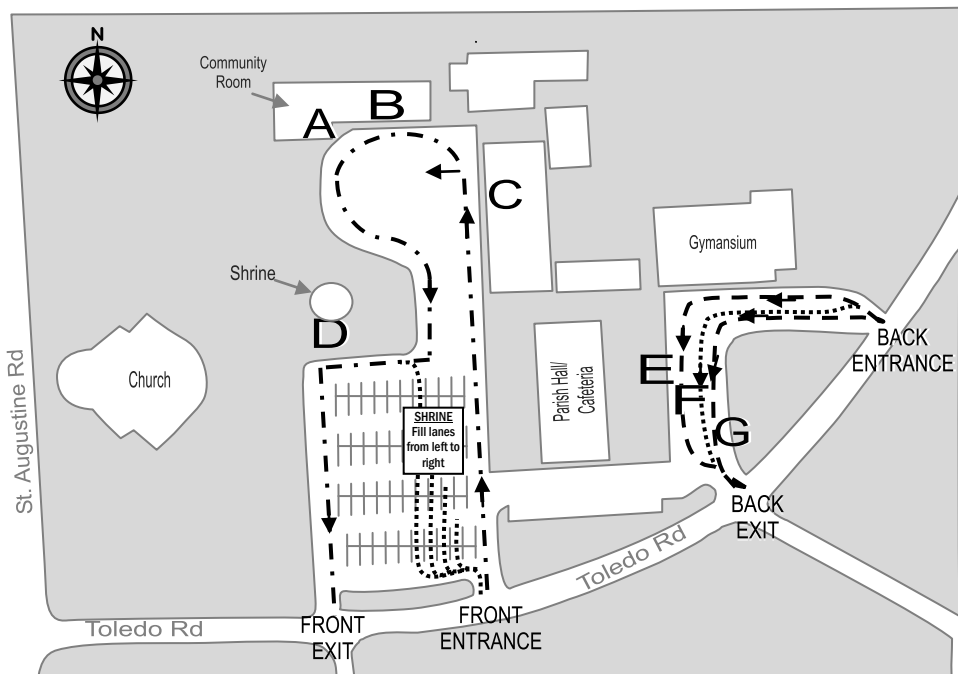 N
Community
Room
A
B
C
Gymansium
Shrine
D
BACK
ENTRANCE
Church
Parish Hall/
Cafeteria
E
F
G
SHRINE
Fill lanes
from left to
right
St. Augustine Rd
BACK
EXIT
Toledo Rd
Toledo Rd
FRONT
EXIT
FRONT
ENTRANCE